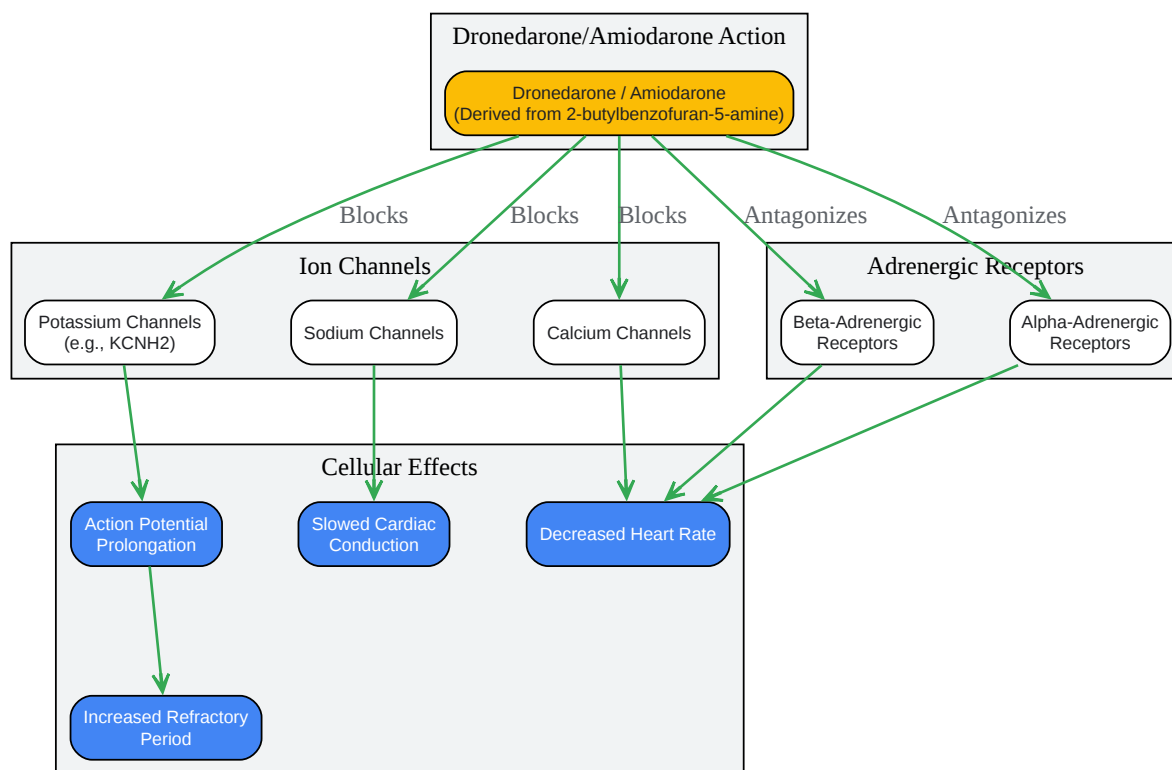 Dronedarone/Amiodarone Action
Dronedarone / Amiodarone
(Derived from 2-butylbenzofuran-5-amine)
Blocks
Blocks
Blocks
Antagonizes
Antagonizes
Ion Channels
Adrenergic Receptors
Potassium Channels
(e.g., KCNH2)
Sodium Channels
Calcium Channels
Beta-Adrenergic
Receptors
Alpha-Adrenergic
Receptors
Cellular Effects
Action Potential
Prolongation
Slowed Cardiac
Conduction
Decreased Heart Rate
Increased Refractory
Period